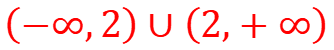 (−∞, 2) ∪ (2, + ∞)